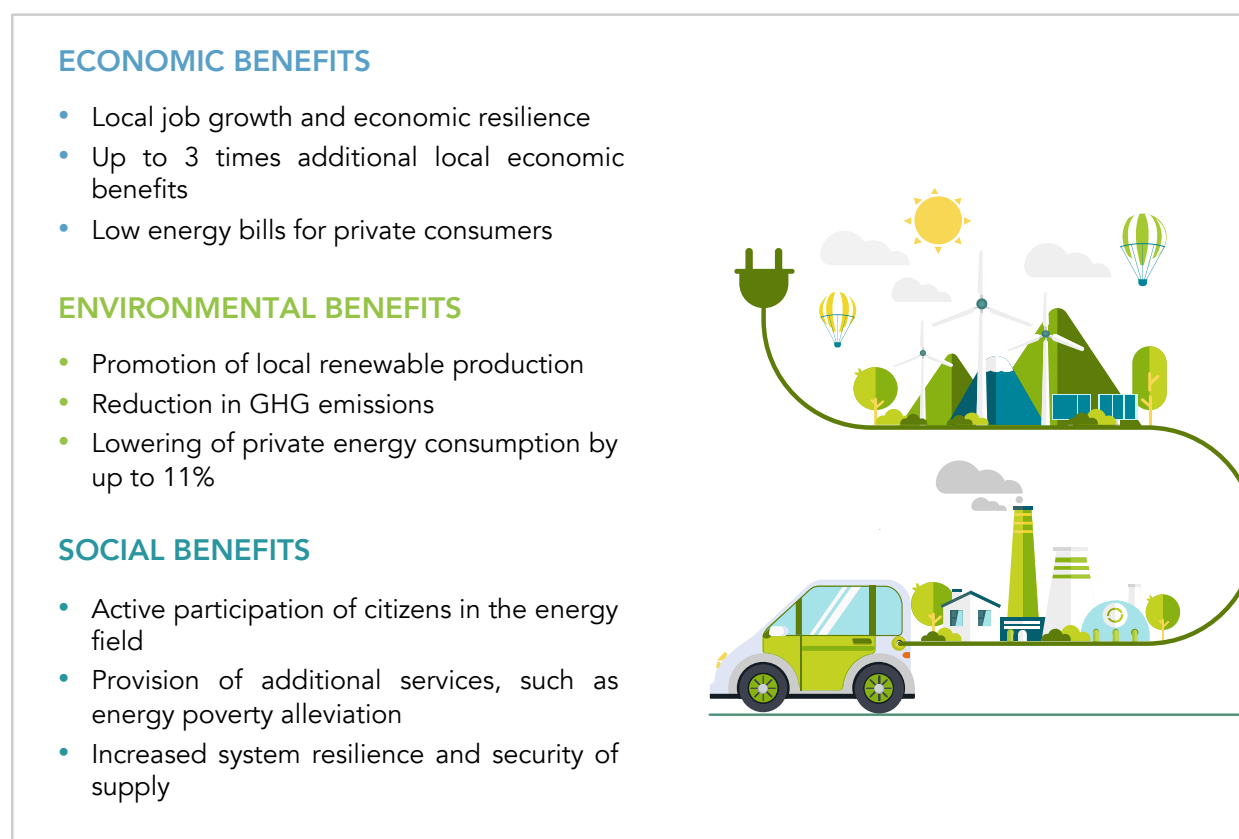 ECONOMIC BENEFITS
• Local job growth and economic resilience
• Up to 3 times additional local economic
benefits
• Low energy bills for private consumers
ENVIRONMENTAL BENEFITS
• Promotion of local renewable production
• Reduction in GHG emissions
• Lowering of private energy consumption by
up to 11%
SOCIAL BENEFITS
• Active participation of citizens in the energy
field
• Provision of additional services, such as
energy poverty alleviation
• Increased system resilience and security of
supply